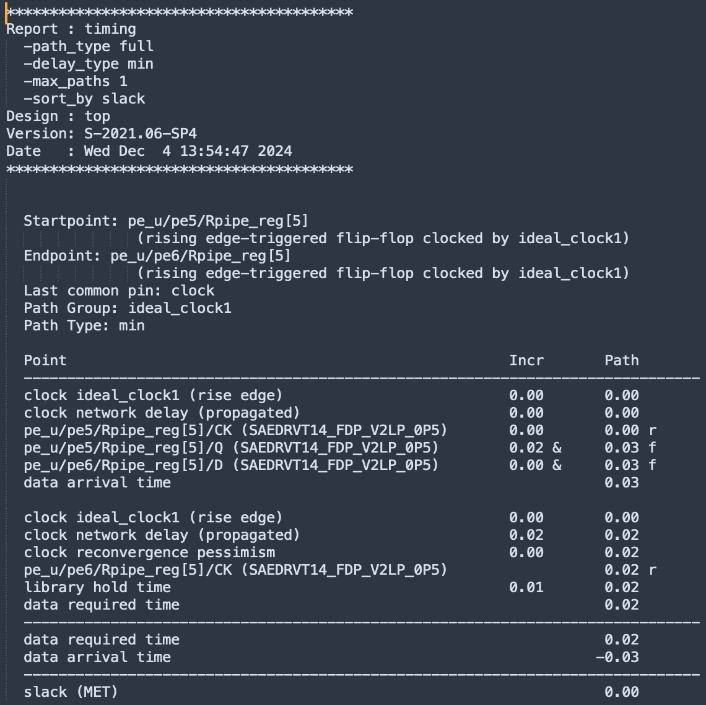 ****************************************
Report : timing
  -path_type full
  -delay_type min
  -max_paths 1
  -sort_by slack
Design : top
Version: S-2021.06-SP4
Date   : Wed Dec  4 13:54:47 2024
****************************************
  Startpoint: pe_u/pe5/Rpipe_reg[5]
               (rising edge-triggered flip-flop clocked by ideal_clock1)
  Endpoint: pe_u/pe6/Rpipe_reg[5]
               (rising edge-triggered flip-flop clocked by ideal_clock1)
  Last common pin: clock
  Path Group: ideal_clock1
  Path Type: min
  Point                                                   Incr       Path
  ------------------------------------------------------------------------------
  clock ideal_clock1 (rise edge)                          0.00       0.00
  clock network delay (propagated)                        0.00       0.00
  pe_u/pe5/Rpipe_reg[5]/CK (SAEDRVT14_FDP_V2LP_0P5)       0.00       0.00 r
  pe_u/pe5/Rpipe_reg[5]/Q (SAEDRVT14_FDP_V2LP_0P5)        0.02 &     0.03 f
  pe_u/pe6/Rpipe_reg[5]/D (SAEDRVT14_FDP_V2LP_0P5)        0.00 &     0.03 f
  data arrival time                                                  0.03
  clock ideal_clock1 (rise edge)                          0.00       0.00
  clock network delay (propagated)                        0.02       0.02
  clock reconvergence pessimism                           0.00       0.02
  pe_u/pe6/Rpipe_reg[5]/CK (SAEDRVT14_FDP_V2LP_0P5)                  0.02 r
  library hold time                                       0.01       0.02
  data required time                                                 0.02
  ------------------------------------------------------------------------------
  data required time                                                 0.02
  data arrival time                                                 -0.03
  ------------------------------------------------------------------------------
  slack (MET)                                                        0.00